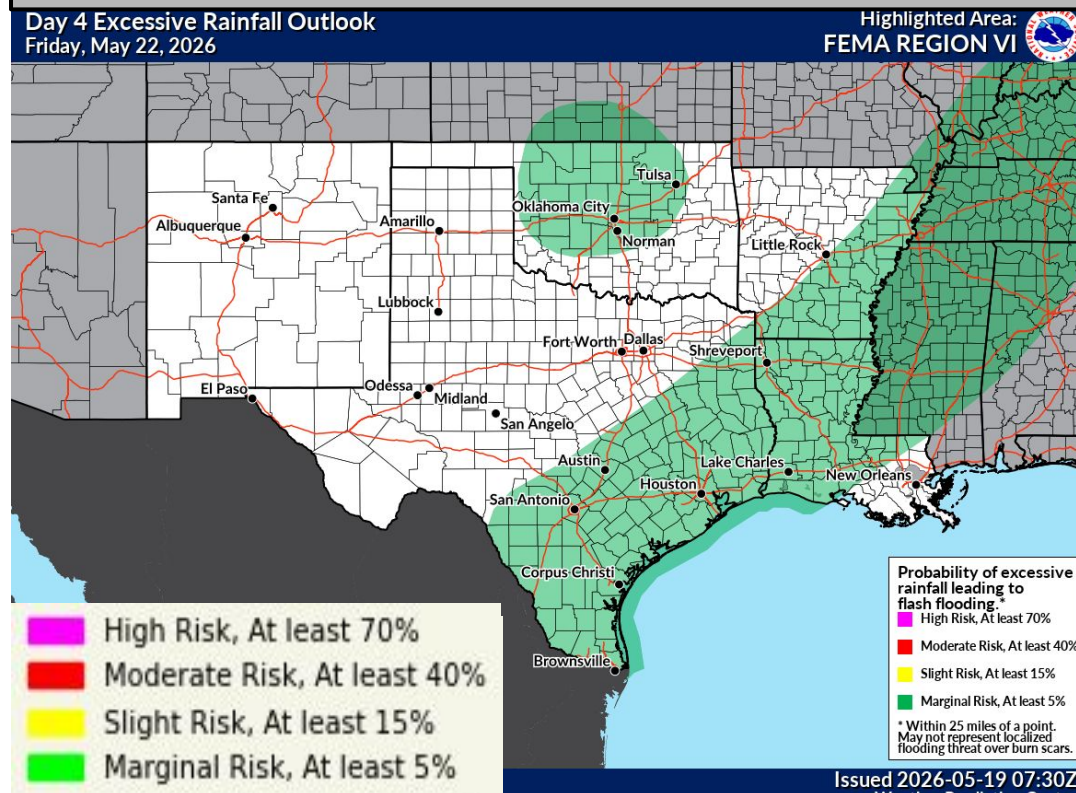 Day 4 Excessive Rainfall Outlook
Friday, May 22, 2026
Highlighted Area:
FEMA REGION VI
Santa Fe
Albuquerque
Amarillo
Tulsa
Oklahoma City
Norman
Little Rock
Lubbock
Fort Worth
Dallas
Shreveport
El Paso
Odessa
Midland
San Angelo
Austin
Lake Charles
Houston
New Orleans
San Antonio
Corpus Christi
Brownsville
Probability of excessive
rainfall leading to
flash flooding.*
High Risk, At least 70%
Moderate Risk, At least 40%
Slight Risk, At least 15%
Marginal Risk, At least 5%
* Within 25 miles of a point.
May not represent localized
flooding threat over burn scars.
High Risk, At least 70%
Moderate Risk, At least 40%
Slight Risk, At least 15%
Marginal Risk, At least 5%
Issued 2026-05-19 07:30Z